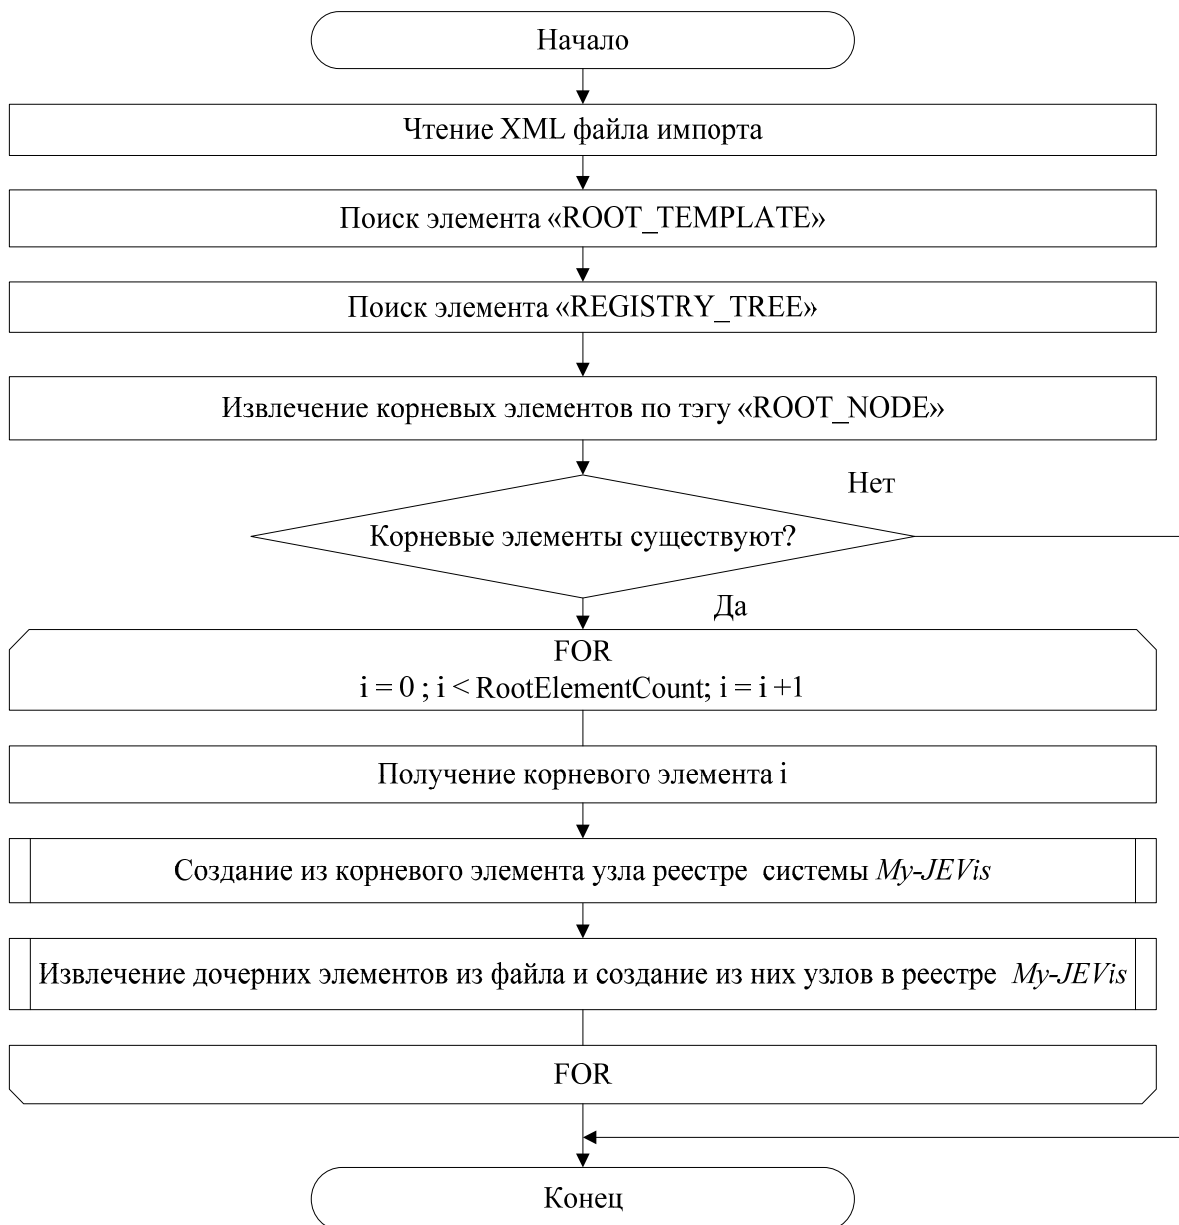 Начало
Чтение XML файла импорта
Поиск элемента «ROOT_TEMPLATE»
Поиск элемента «REGISTRY_TREE»
Извлечение корневых элементов по тэгу «ROOT_NODE»
Нет
Корневые элементы существуют?
Да
FOR
i = 0 ; i < RootElementCount; i = i +1
Получение корневого элемента i
Создание из корневого элемента узла реестре системы My-JEVis
Извлечение дочерних элементов из файла и создание из них узлов в реестре My-JEVis
FOR
Конец